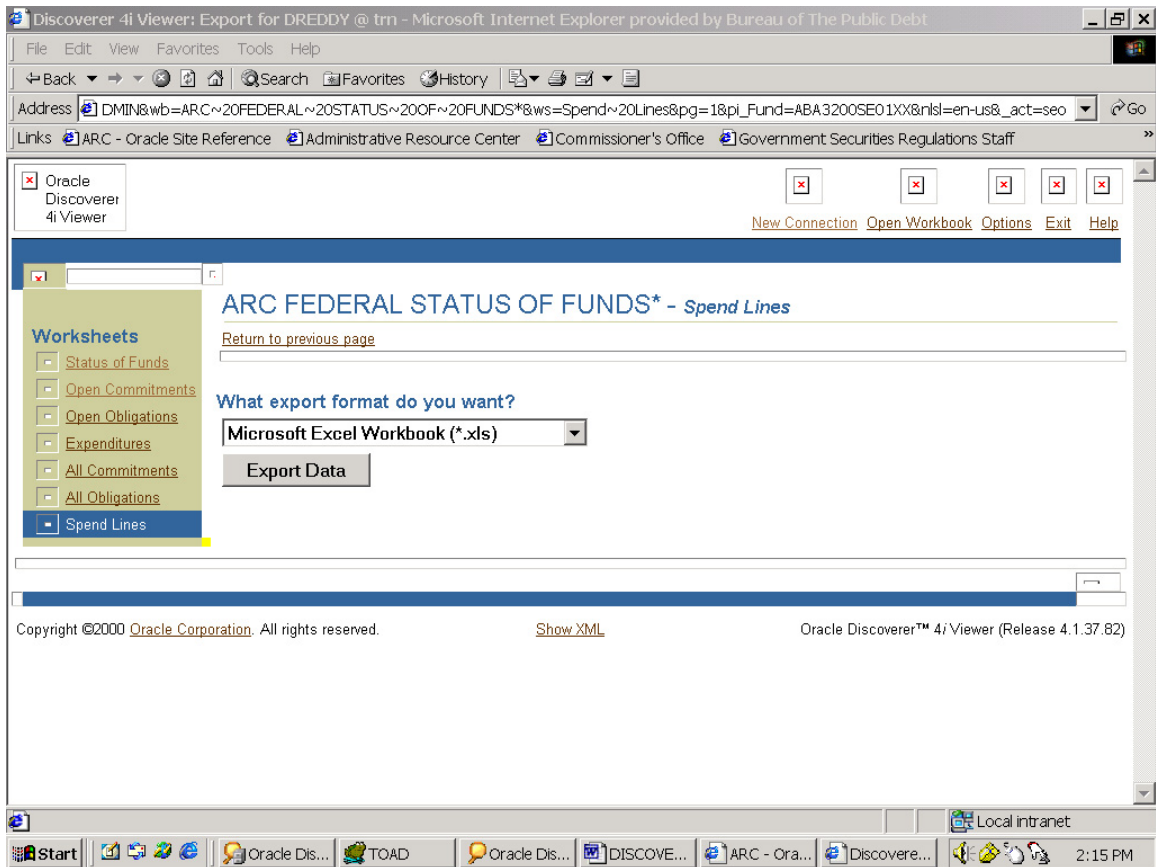 Discoverer 4i Viewer: Export for DREDDY @ trn - Microsoft Internet Explorer provided by Bureau of The Public Debt
File Edit View Favorites Tools Help
Back Search Favorites History
Address DMIN&wb=ARC~20FEDERAL~20STATUS~20OF~20FUNDS*&ws=Spend~20Lines&pg=1&pi_Fund=ABA3200SE01XX&nlsl=en-us&_act=seo Go
Links ARC - Oracle Site Reference Administrative Resource Center Commissioner's Office Government Securities Regulations Staff »
Oracle
Discoverer
4i Viewer
New Connection Open Workbook Options Exit Help
ARC FEDERAL STATUS OF FUNDS* - Spend Lines
Return to previous page
Worksheets
Status of Funds
Open Commitments
Open Obligations
Expenditures
All Commitments
All Obligations
Spend Lines
What export format do you want?
Microsoft Excel Workbook (*.xls)
Export Data
Copyright ©2000 Oracle Corporation. All rights reserved. Show XML Oracle Discoverer™ 4i Viewer (Release 4.1.37.82)
Local intranet
Start Oracle Dis... TOAD Oracle Dis... DISCOVE... ARC - Ora... Discovere... 2:15 PM